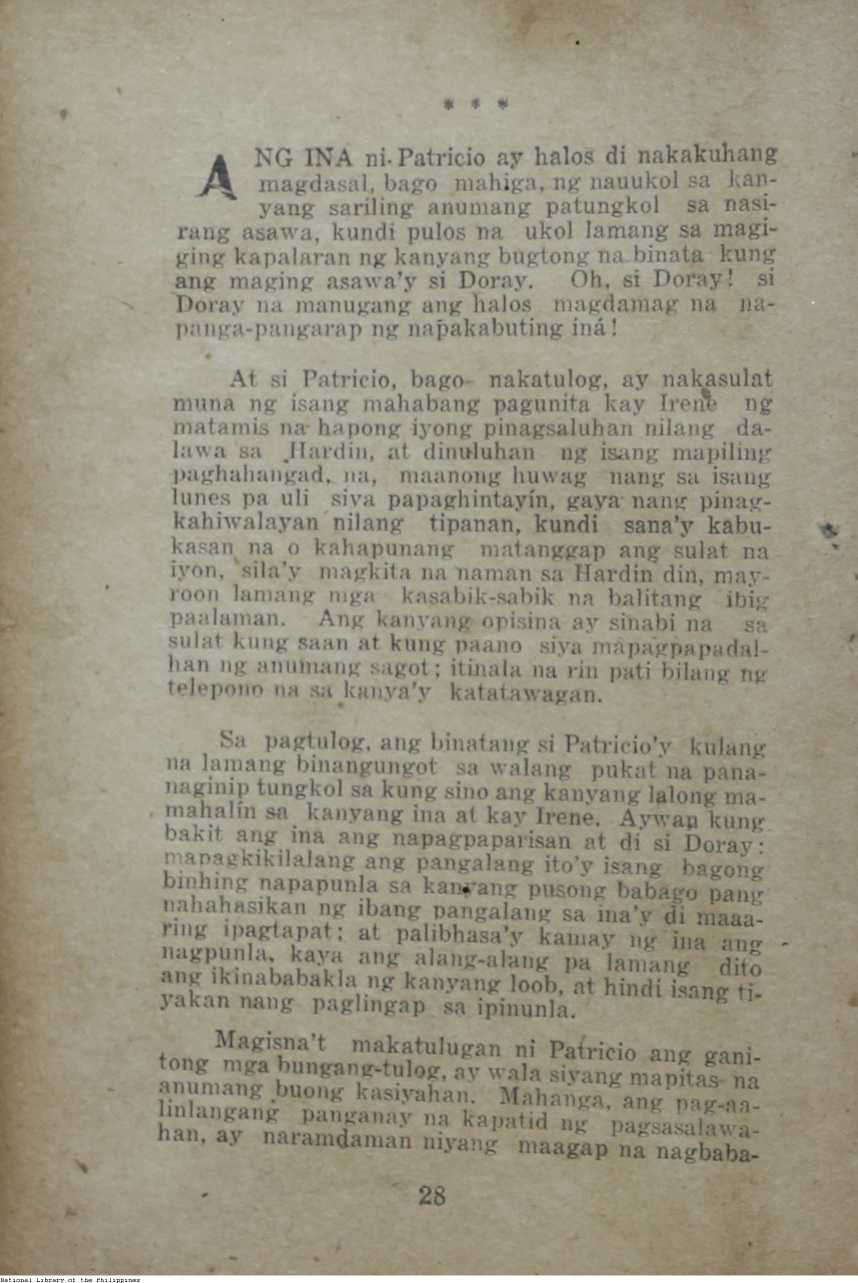 * * *
ANG INA ni Patricio ay halos di nakakuhang
magdasal, bago mahiga, ng nauukol sa kan-
yang sariling anumang patungkol sa nasi-
rang asawa, kundi pulos na ukol lamang sa magi-
ging kapalaran ng kanyang bugtong na binata kung
ang maging asawa'y si Doray. Oh, si Doray! si
Doray na manugang ang halos magdamag na na-
panga-pangarap ng napakabuting iná!
At si Patricio, bago nakatulog, ay nakasulat
muna ng isang mahabang pagunita kay Irene ng
matamis na hapong iyong pinagsaluhan nilang da-
lawa sa Hardin, at dinuluhan ng isang mapiling
paghahangad, na, maanong huwag nang sa isang
lunes pa uli siya papaghintayín, gaya nang pinag-
kahiwalayan nilang tipanan, kundi sana'y kabu-
kasan na o kahapunang matanggap ang sulat na
iyon, sila'y magkita na naman sa Hardin din, may-
roon lamang mga kasabik-sabik na balitang ibig
paalaman. Ang kanyang opisina ay sinabi na sa
sulat kung saan at kung paano siya mapagpapadal-
han ng anumang sagot; itinala na rin pati bilang ng
telepono na sa kanya'y katatawagan.
Sa pagtulog, ang binatang si Patricio'y kulang
na lamang binangungot sa walang pukat na pana-
naginip tungkol sa kung sino ang kanyang lalong ma-
mahalín sa kanyang ina at kay Irene. Aywan kung
bakit ang ina ang napagpaparisan at di si Doray:
mapagkikilalang ang pangalang ito'y isang bagong
binhing napapunla sa kanyang pusong babago pang
nahahasikan ng ibang pangalang sa ina'y di maaa-
ring ipagtapat; at palibhasa'y kamay ng ina ang
nagpunla, kaya ang alang-alang pa lamang dito
ang ikinababakla ng kanyang loob, at hindi isang ti-
yakan nang paglingap sa ipinunla.
Magisna't makatulugan ni Patricio ang gani-
tong mga bungang-tulog, ay wala siyang mapitas na
anumang buong kasiyahan. Mahanga, ang pag-aa-
linlangang panganay na kapatid ng pagsasalawa-
han, ay naramdaman niyang maagap na nagbaba-
28
National Library of the Philippines